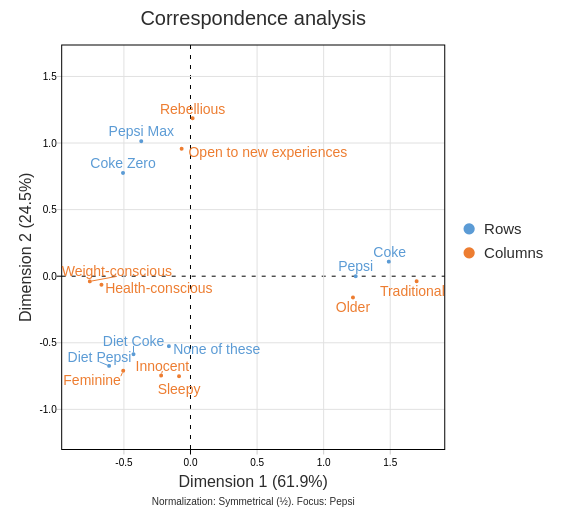 Correspondence analysis
1.5
Rebellious
Pepsi Max
1.0
Open to new experiences
Coke Zero
0.5
Rows
Coke
Columns
Pepsi
Weight-conscious
0.0
Health-conscious
Traditional
Older
Dimension 2 (24.5%)
-0.5
Diet Coke
None of these
Diet Pepsi
Innocent
Feminine
Sleepy
-1.0
-0.5
0.0
0.5
1.0
1.5
Dimension 1 (61.9%)
Normalization: Symmetrical (½). Focus: Pepsi